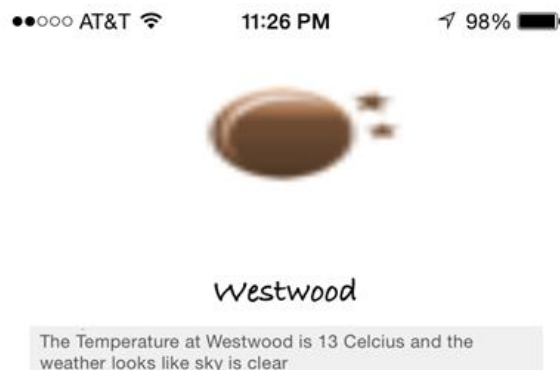 AT&T 11:26 PM 98%
Westwood
The Temperature at Westwood is 13 Celcius and the
weather looks like sky is clear